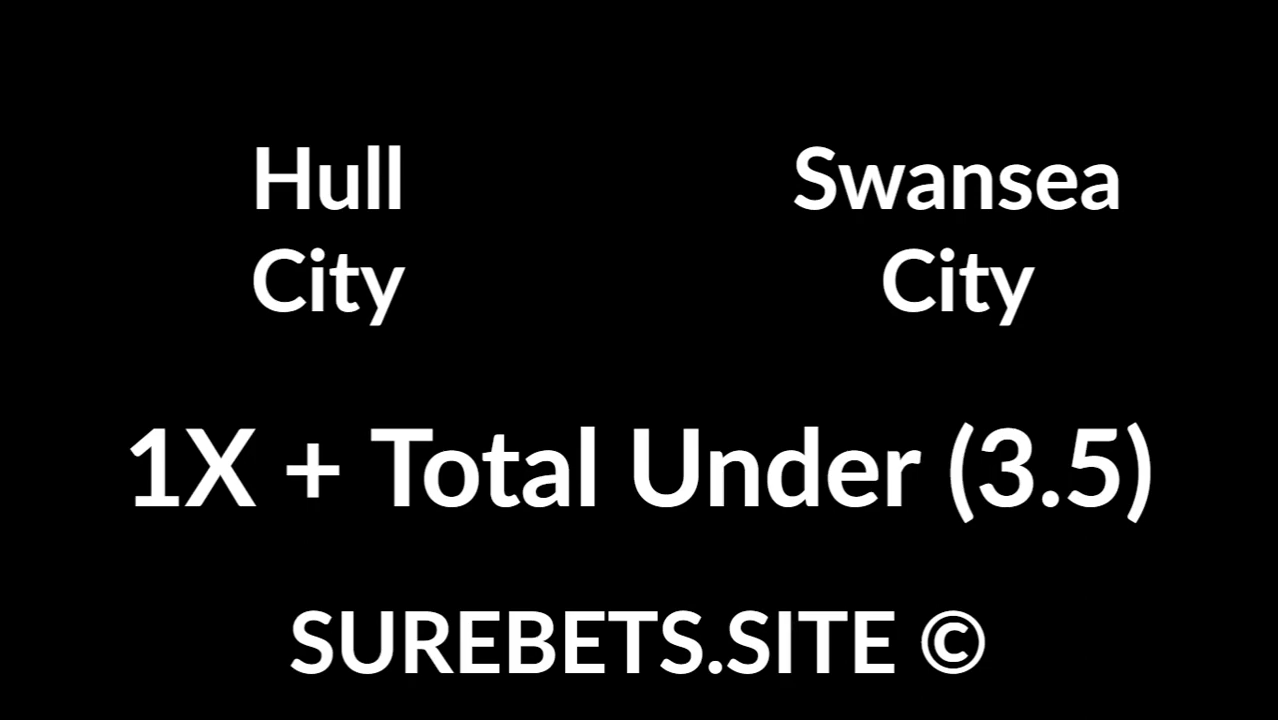 Hull Swansea
City City
1X + Total Under (3.5)
SUREBETS.SITE ©